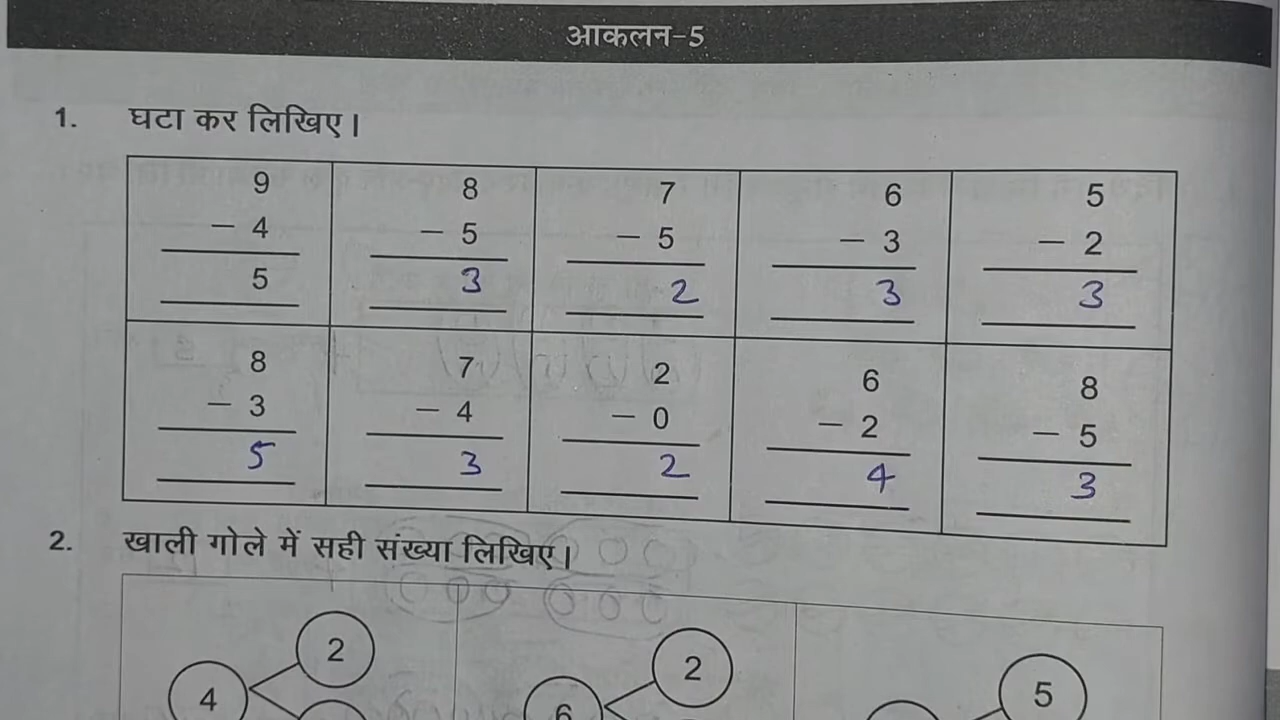 आकलन-5
1. घटा कर लिखिए।
9 8 7 6 5
– 4 – 5 – 5 – 3 – 2
5 3 2 3 3
8 7 2 6 8
– 3 – 4 – 0 – 2 – 5
5 3 2 4 3
2. खाली गोले में सही संख्या लिखिए।
2 2 5
4 6